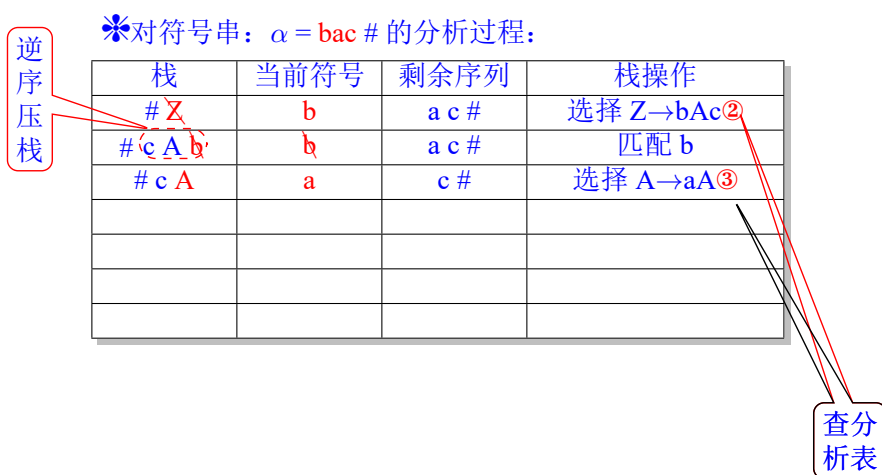 ❇对符号串：α = bac # 的分析过程：
逆序压栈
栈 当前符号 剩余序列 栈操作
# Z b a c # 选择 Z→bAc②
# c A b b a c # 匹配 b
# c A a c # 选择 A→aA③
查分
析表